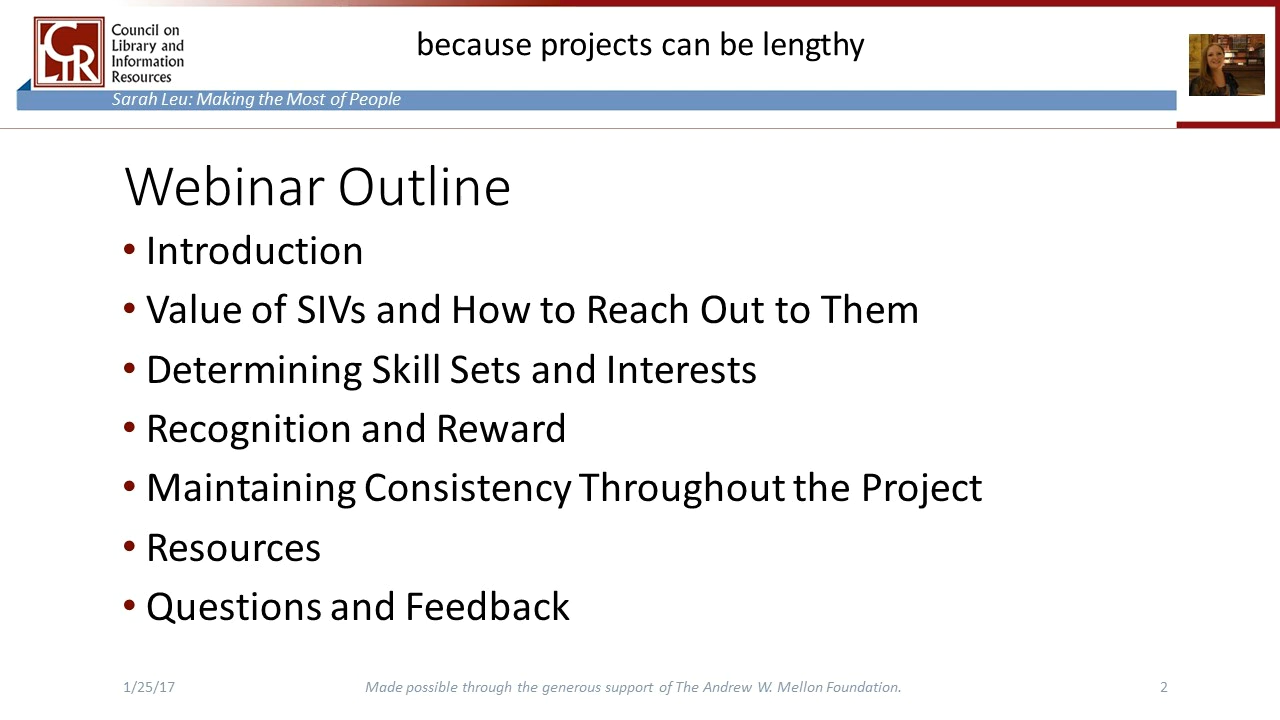 CLIR
Council on
Library and
Information
Resources
because projects can be lengthy
Sarah Leu: Making the Most of People
Webinar Outline
• Introduction
• Value of SIVs and How to Reach Out to Them
• Determining Skill Sets and Interests
• Recognition and Reward
• Maintaining Consistency Throughout the Project
• Resources
• Questions and Feedback
1/25/17
Made possible through the generous support of The Andrew W. Mellon Foundation.
2